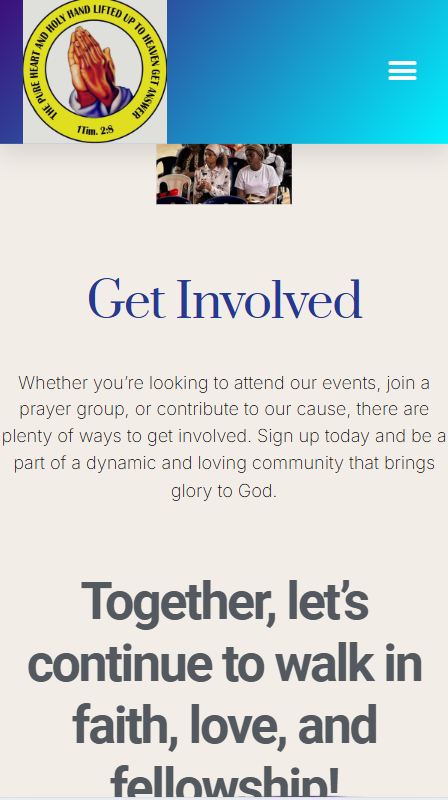 THE PURE HEART AND HOLY HAND LIFTED UP TO HEAVEN GET ANSWER
1Tim. 2:8
Get Involved
Whether you’re looking to attend our events, join a
prayer group, or contribute to our cause, there are
plenty of ways to get involved. Sign up today and be a
part of a dynamic and loving community that brings
glory to God.
Together, let’s
continue to walk in
faith, love, and
fellowship!